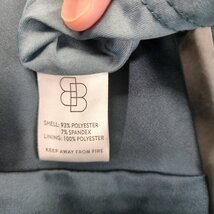 SHELL: 93% POLYESTER
7% SPANDEX
LINING: 100% POLYESTER
KEEP AWAY FROM FIRE